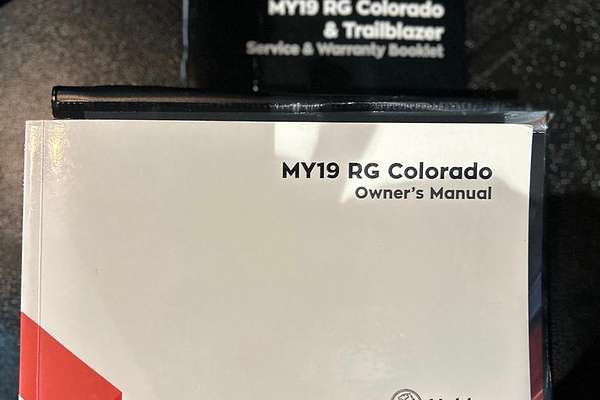 MY19 RG Colorado
& Trailblazer
Service & Warranty Booklet
MY19 RG Colorado
Owner's Manual